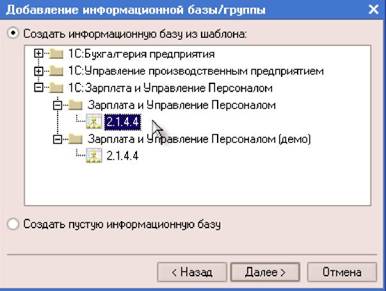 Добавление информационной базы/группы
Создать информационную базу из шаблона:
1С:Бухгалтерия предприятия
1С:Управление производственным предприятием
1С:Зарплата и Управление Персоналом
Зарплата и Управление Персоналом
2.1.4.4
Зарплата и Управление Персоналом (демо)
2.1.4.4
Создать пустую информационную базу
< Назад Далее > Отмена